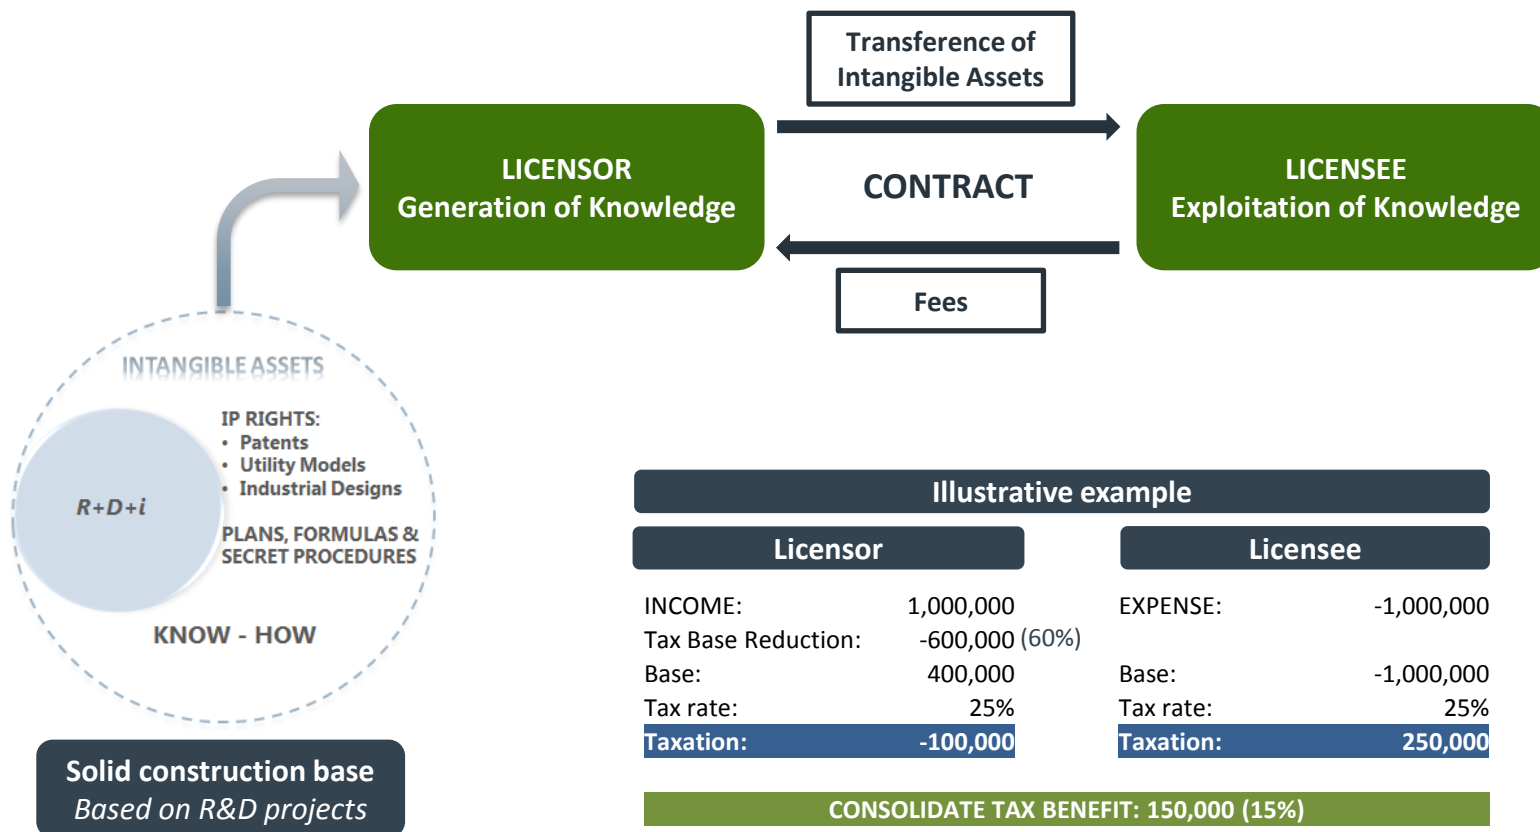 Transference of
Intangible Assets
LICENSOR
Generation of Knowledge
CONTRACT
LICENSEE
Exploitation of Knowledge
Fees
INTANGIBLE ASSETS
IP RIGHTS:
• Patents
• Utility Models
• Industrial Designs
R+D+i
PLANS, FORMULAS &
SECRET PROCEDURES
KNOW - HOW
Solid construction base
Based on R&D projects
Illustrative example
Licensor
INCOME: 1,000,000
Tax Base Reduction: -600,000 (60%)
Base: 400,000
Tax rate: 25%
Taxation: -100,000
Licensee
EXPENSE: -1,000,000
Base: -1,000,000
Tax rate: 25%
Taxation: 250,000
CONSOLIDATE TAX BENEFIT: 150,000 (15%)